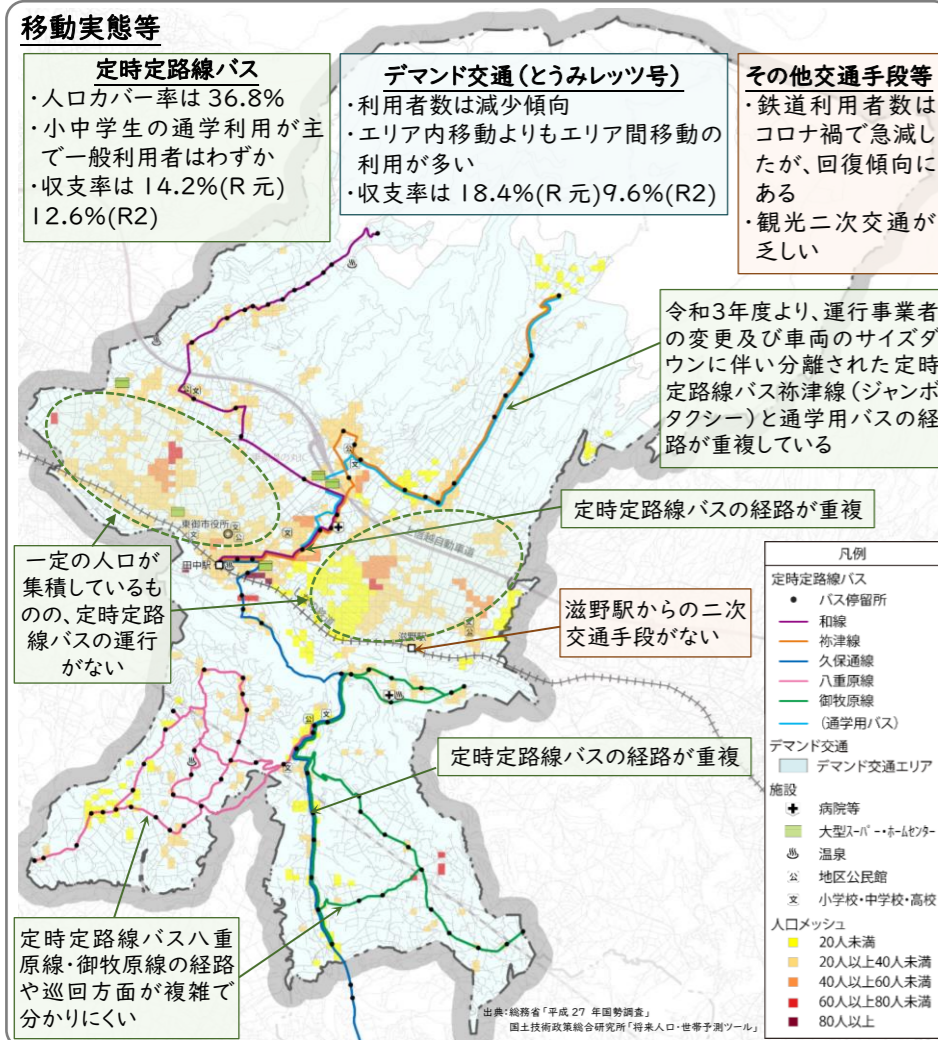 移動実態等
定時定路線バス
・人口カバー率は 36.8%
・小中学生の通学利用が主
で一般利用者はわずか
・収支率は 14.2%(R 元)
12.6%(R2)
デマンド交通(とうみレッツ号)
・利用者数は減少傾向
・エリア内移動よりもエリア間移動の
利用が多い
・収支率は 18.4%(R 元)9.6%(R2)
その他交通手段等
・鉄道利用者数は
コロナ禍で急減し
たが、回復傾向に
ある
・観光二次交通が
乏しい
令和3年度より、運行事業者
の変更及び車両のサイズダ
ウンに伴い分離された定時
定路線バス祢津線(ジャンボ
タクシー)と通学用バスの経
路が重複している
定時定路線バスの経路が重複
上信越自動車道
東御市役所
田中駅
滋野駅
一定の人口が
集積しているも
のの、定時定路
線バスの運行
がない
滋野駅からの二次
交通手段がない
定時定路線バスの経路が重複
定時定路線バス八重
原線・御牧原線の経路
や巡回方面が複雑で
分かりにくい
凡例
定時定路線バス
バス停留所
和線
祢津線
久保通線
八重原線
御牧原線
(通学用バス)
デマンド交通
デマンド交通エリア
施設
病院等
大型スーパー・ホームセンター
温泉
公 地区公民館
文 小学校・中学校・高校
人口メッシュ
20人未満
20人以上40人未満
40人以上60人未満
60人以上80人未満
80人以上
出典:総務省「平成 27 年国勢調査」
国土技術政策総合研究所「将来人口・世帯予測ツール」